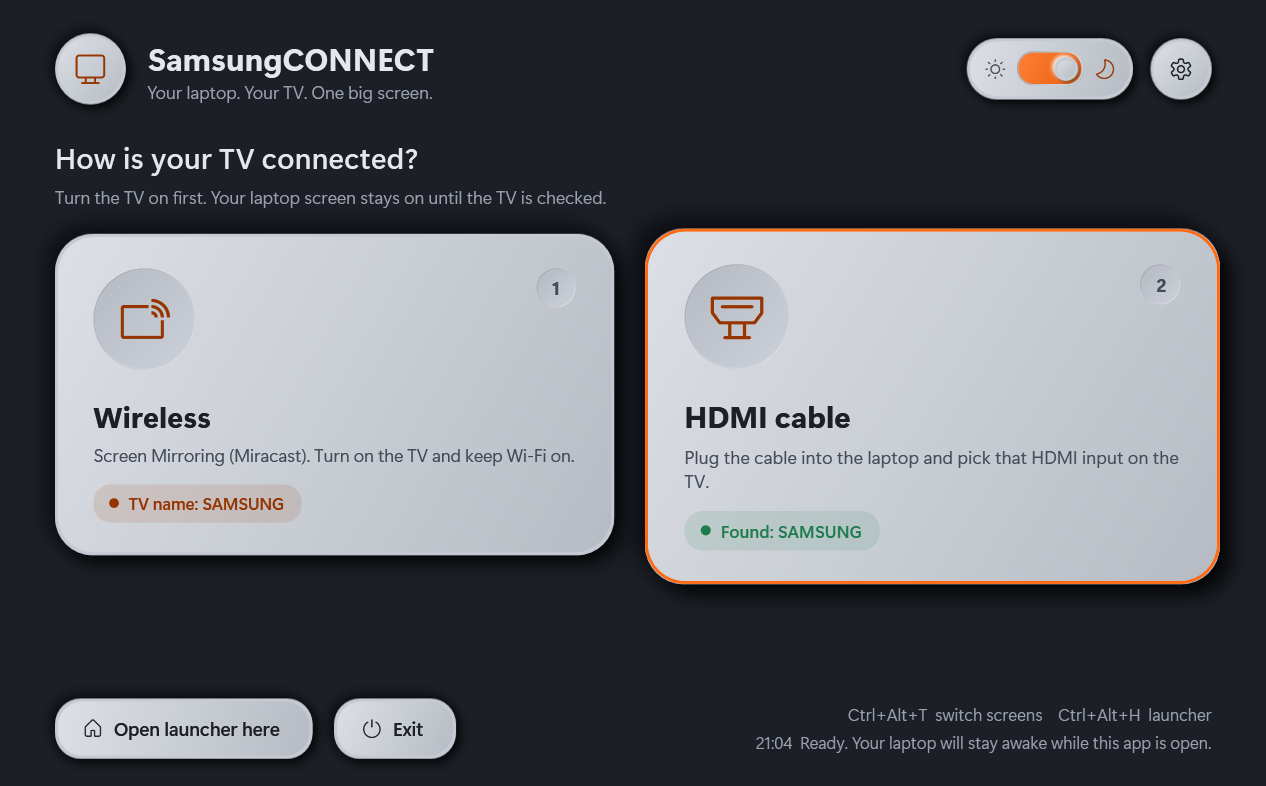 SamsungCONNECT
Your laptop. Your TV. One big screen.
How is your TV connected?
Turn the TV on first. Your laptop screen stays on until the TV is checked.
1
Wireless
Screen Mirroring (Miracast). Turn on the TV and keep Wi-Fi on.
TV name: SAMSUNG
2
HDMI cable
Plug the cable into the laptop and pick that HDMI input on the
TV.
Found: SAMSUNG
Open launcher here
Exit
Ctrl+Alt+T switch screens Ctrl+Alt+H launcher
21:04 Ready. Your laptop will stay awake while this app is open.